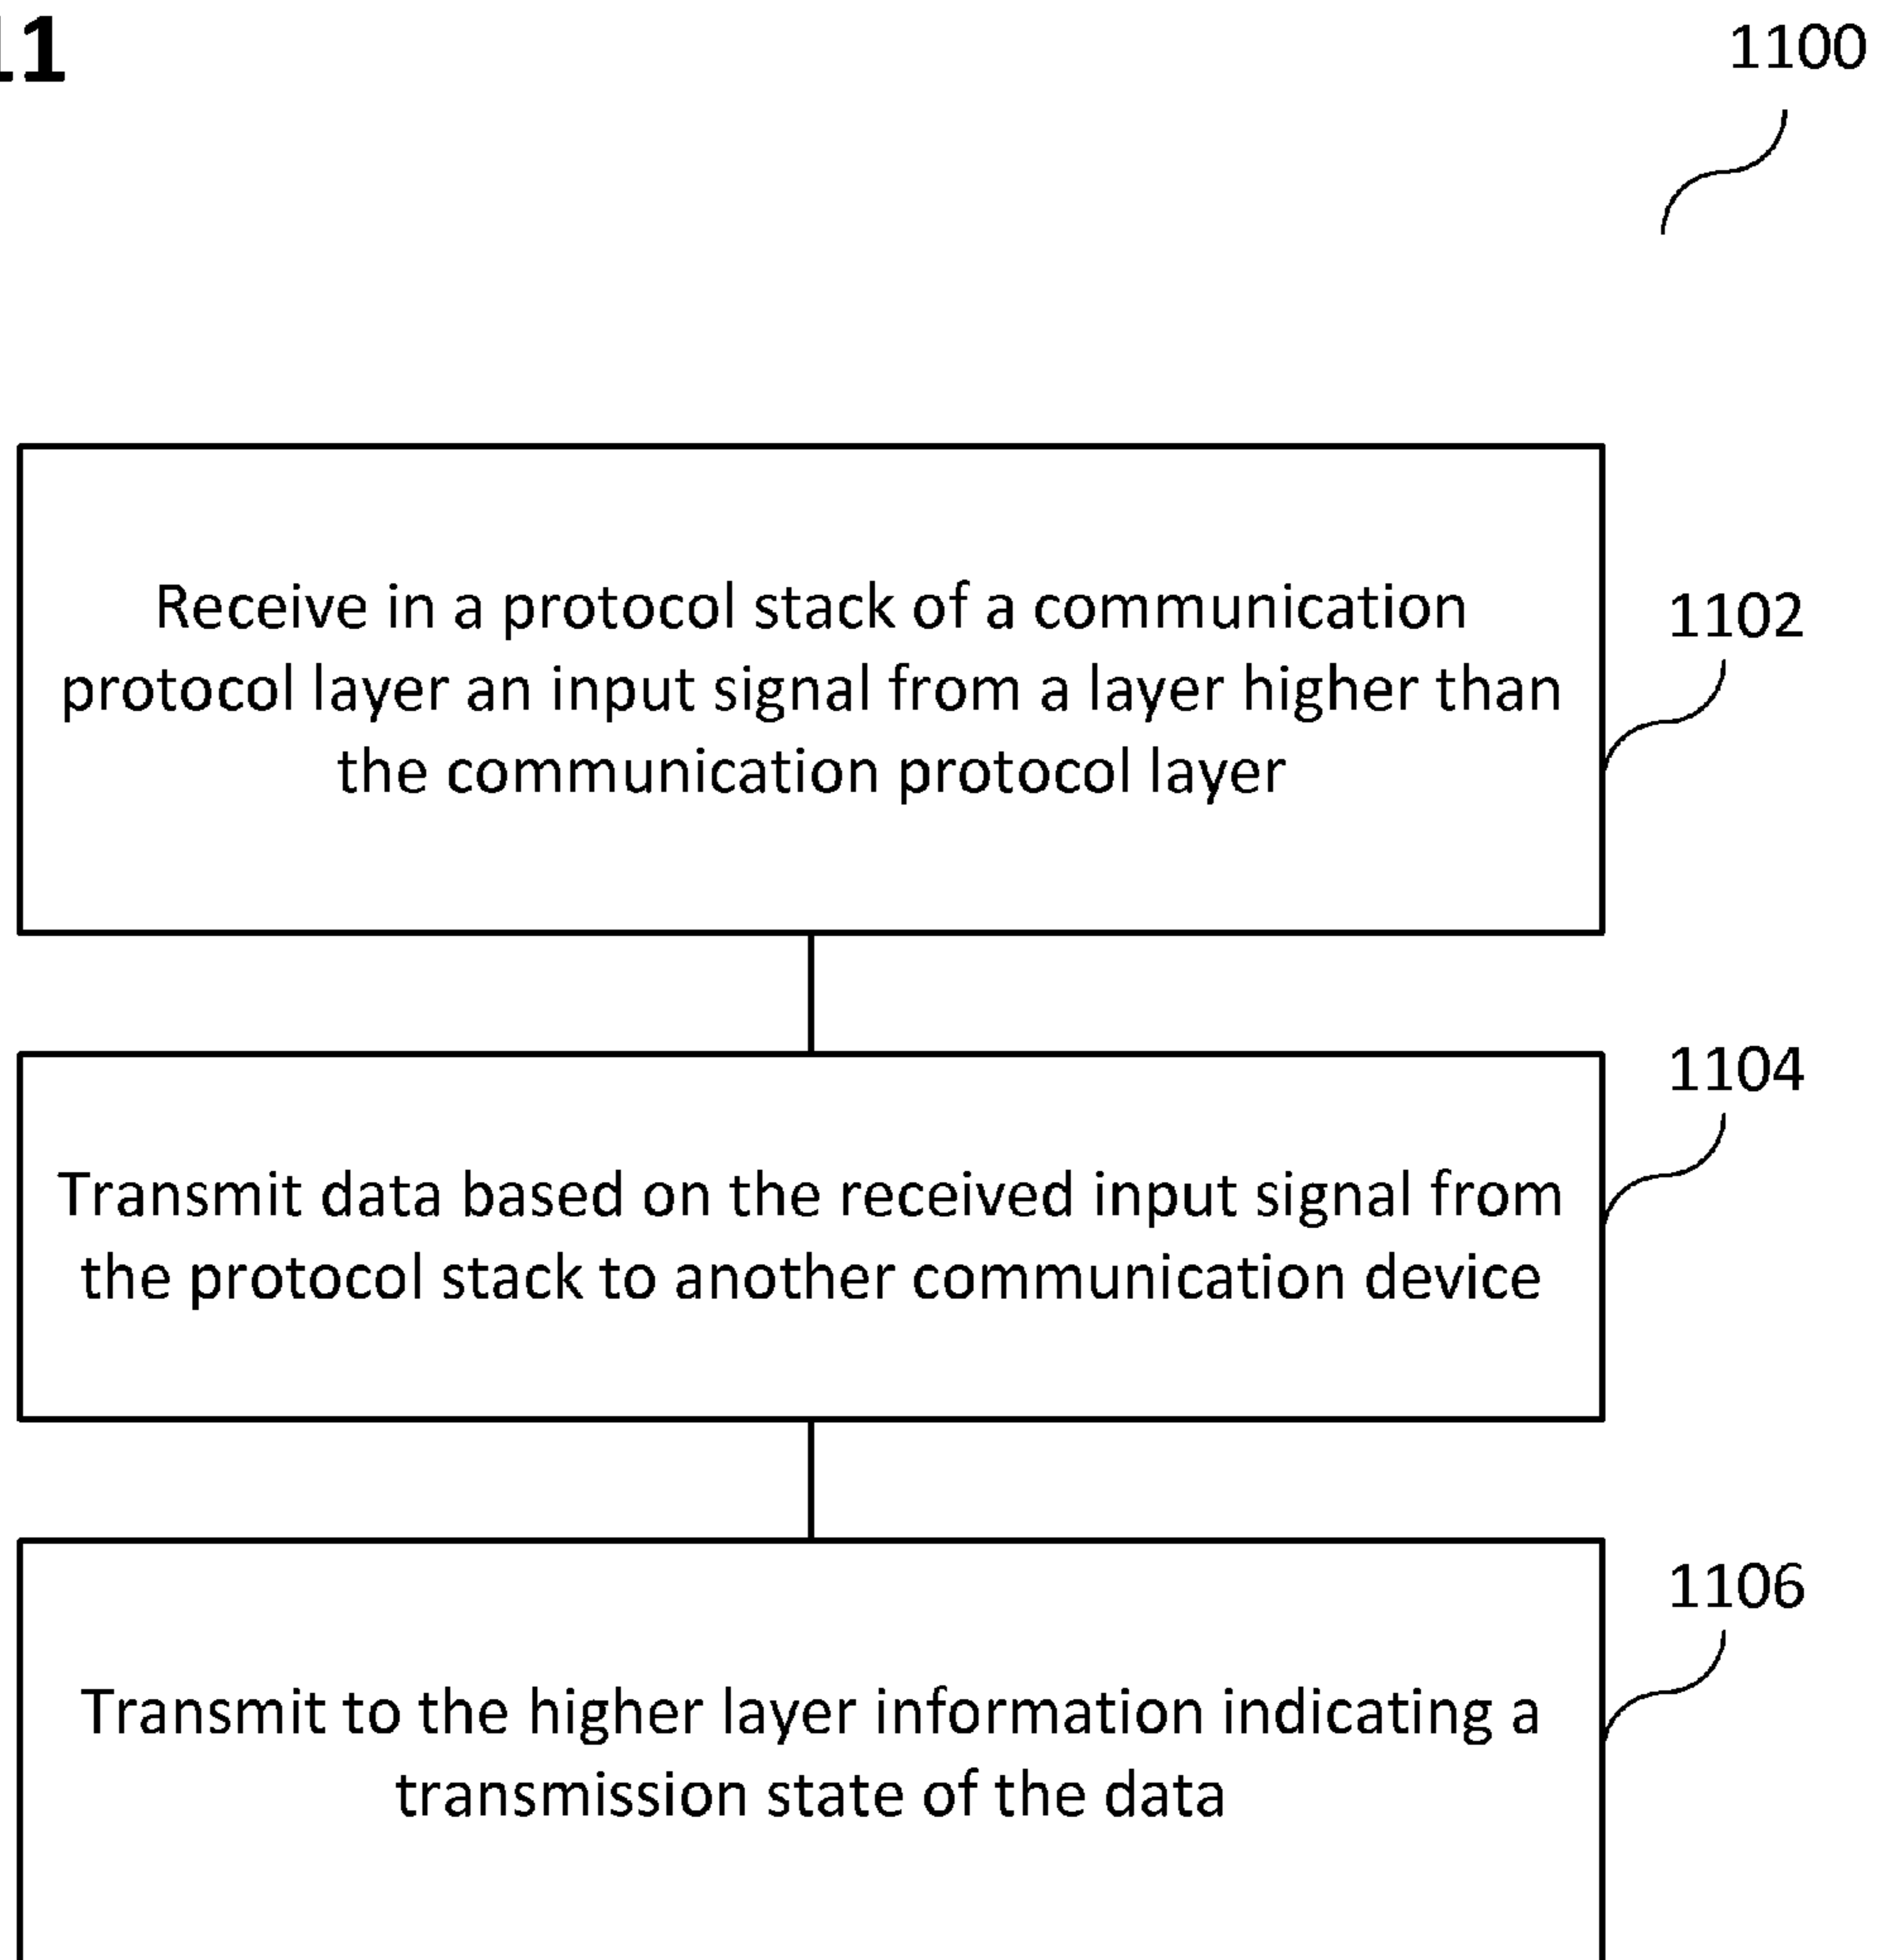 11
1100
Receive in a protocol stack of a communication
protocol layer an input signal from a layer higher than
the communication protocol layer
1102
Transmit data based on the received input signal from
the protocol stack to another communication device
1104
Transmit to the higher layer information indicating a
transmission state of the data
1106